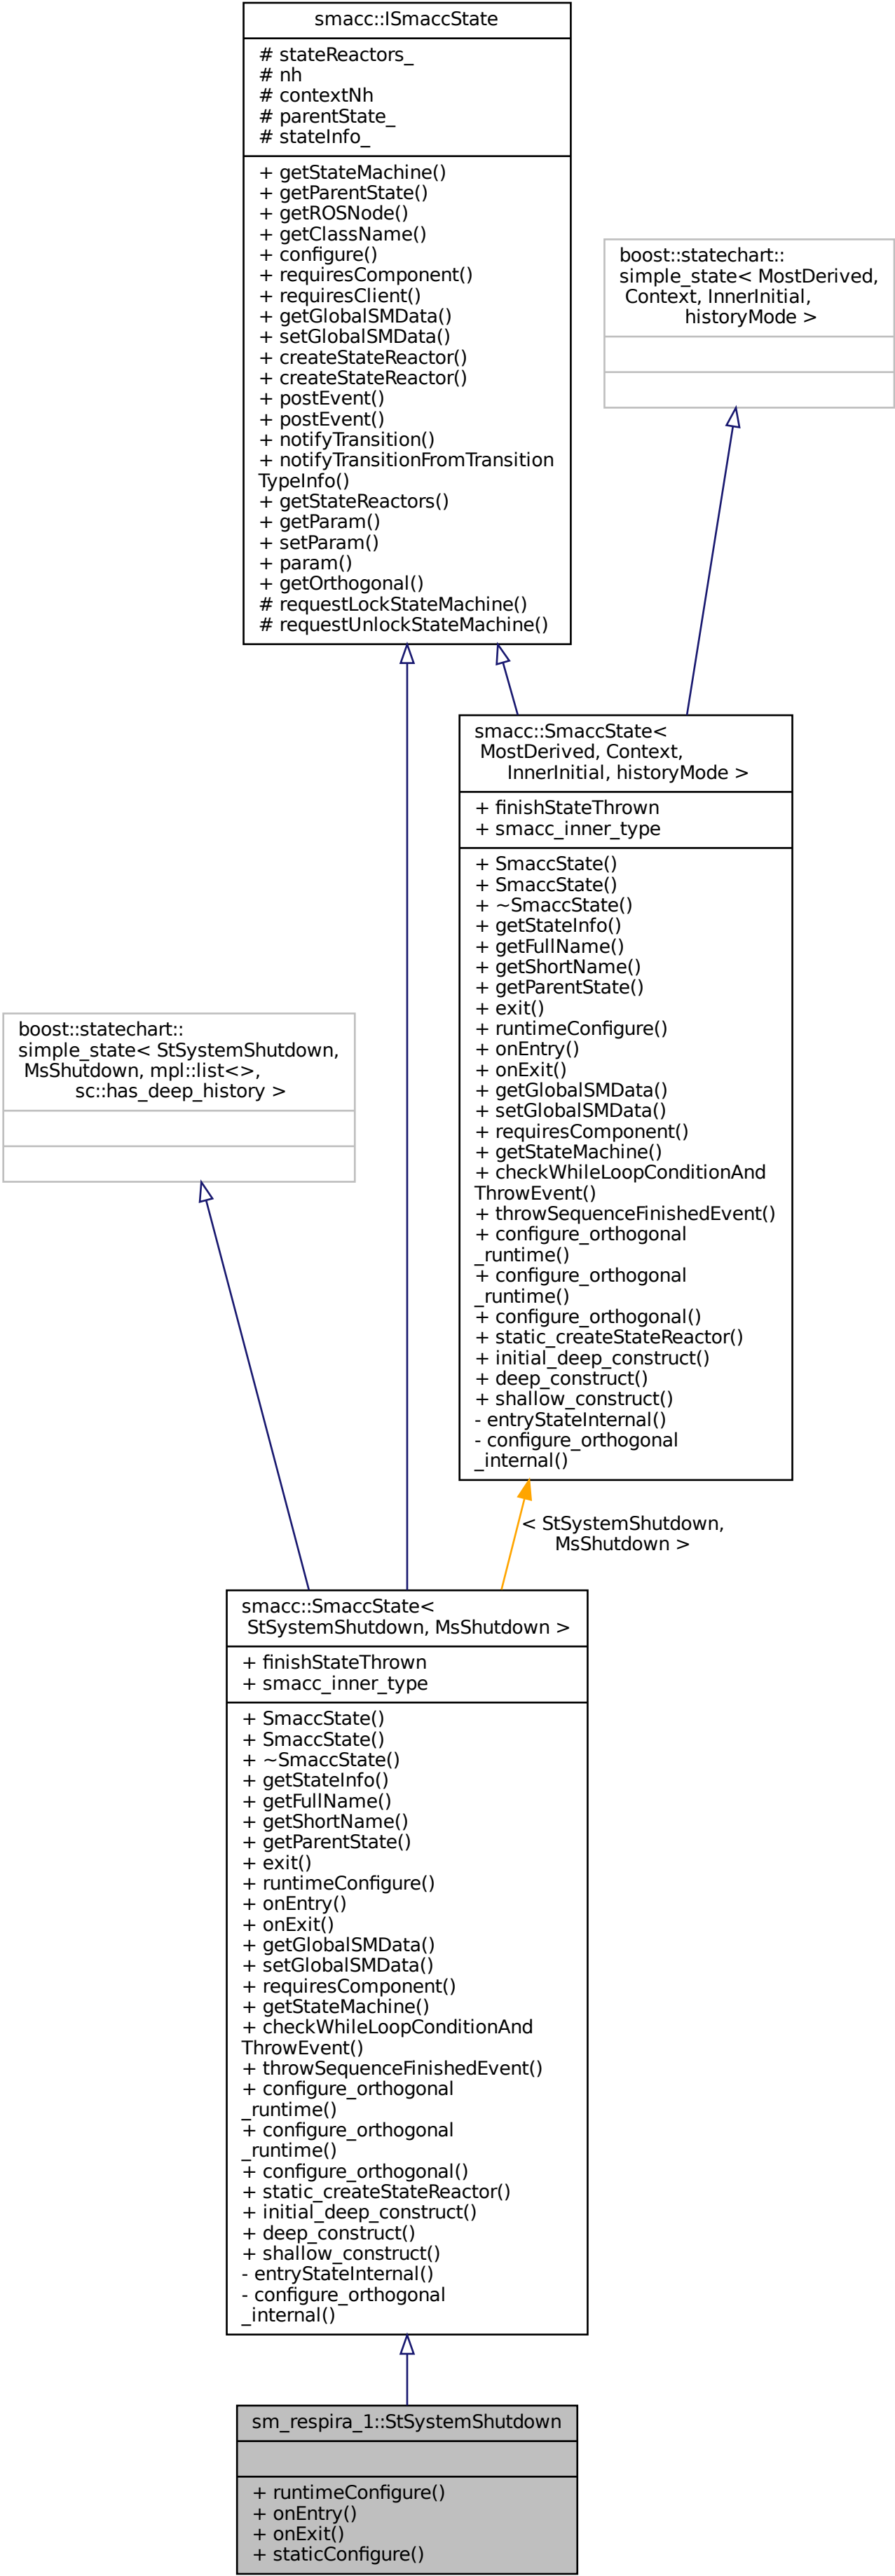 smacc::ISmaccState
# stateReactors_
# nh
# contextNh
# parentState_
# stateInfo_
+ getStateMachine()
+ getParentState()
+ getROSNode()
+ getClassName()
+ configure()
+ requiresComponent()
+ requiresClient()
+ getGlobalSMData()
+ setGlobalSMData()
+ createStateReactor()
+ createStateReactor()
+ postEvent()
+ postEvent()
+ notifyTransition()
+ notifyTransitionFromTransition
TypeInfo()
+ getStateReactors()
+ getParam()
+ setParam()
+ param()
+ getOrthogonal()
# requestLockStateMachine()
# requestUnlockStateMachine()
boost::statechart::
simple_state< MostDerived,
Context, InnerInitial,
historyMode >
smacc::SmaccState<
MostDerived, Context,
InnerInitial, historyMode >
+ finishStateThrown
+ smacc_inner_type
+ SmaccState()
+ SmaccState()
+ ~SmaccState()
+ getStateInfo()
+ getFullName()
+ getShortName()
+ getParentState()
+ exit()
+ runtimeConfigure()
+ onEntry()
+ onExit()
+ getGlobalSMData()
+ setGlobalSMData()
+ requiresComponent()
+ getStateMachine()
+ checkWhileLoopConditionAnd
ThrowEvent()
+ throwSequenceFinishedEvent()
+ configure_orthogonal
_runtime()
+ configure_orthogonal
_runtime()
+ configure_orthogonal()
+ static_createStateReactor()
+ initial_deep_construct()
+ deep_construct()
+ shallow_construct()
- entryStateInternal()
- configure_orthogonal
_internal()
boost::statechart::
simple_state< StSystemShutdown,
MsShutdown, mpl::list<>,
sc::has_deep_history >
< StSystemShutdown,
MsShutdown >
smacc::SmaccState<
StSystemShutdown, MsShutdown >
+ finishStateThrown
+ smacc_inner_type
+ SmaccState()
+ SmaccState()
+ ~SmaccState()
+ getStateInfo()
+ getFullName()
+ getShortName()
+ getParentState()
+ exit()
+ runtimeConfigure()
+ onEntry()
+ onExit()
+ getGlobalSMData()
+ setGlobalSMData()
+ requiresComponent()
+ getStateMachine()
+ checkWhileLoopConditionAnd
ThrowEvent()
+ throwSequenceFinishedEvent()
+ configure_orthogonal
_runtime()
+ configure_orthogonal
_runtime()
+ configure_orthogonal()
+ static_createStateReactor()
+ initial_deep_construct()
+ deep_construct()
+ shallow_construct()
- entryStateInternal()
- configure_orthogonal
_internal()
sm_respira_1::StSystemShutdown
+ runtimeConfigure()
+ onEntry()
+ onExit()
+ staticConfigure()